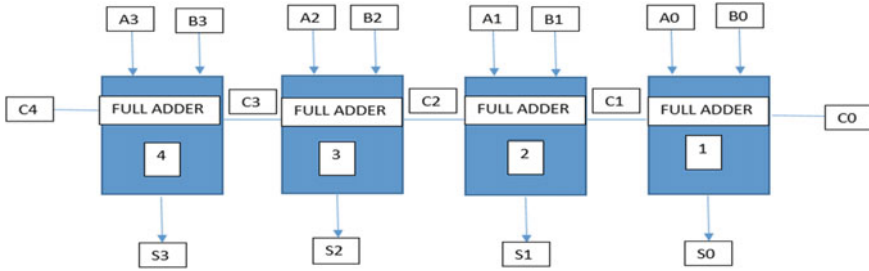 A3 B3 A2 B2 A1 B1 A0 B0
C4 FULL ADDER C3 FULL ADDER C2 FULL ADDER C1 FULL ADDER C0
4 3 2 1
S3 S2 S1 S0